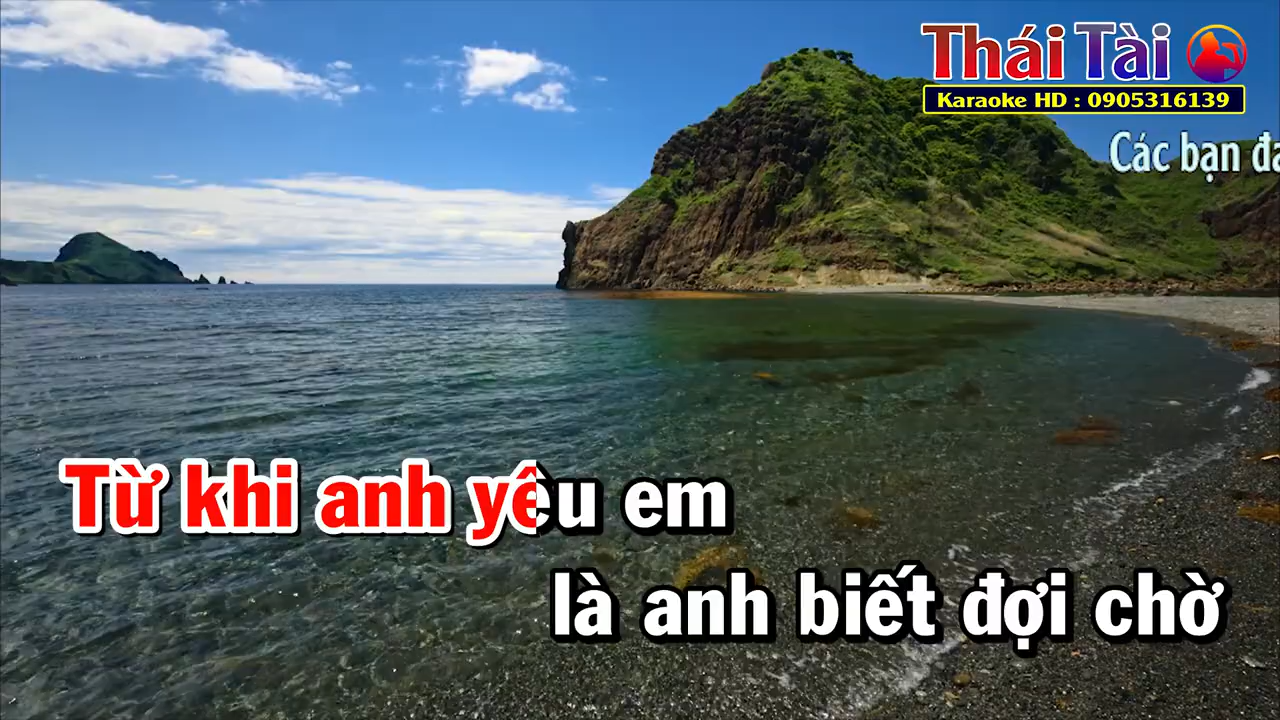 Thái Tài
Karaoke HD : 0905316139
Các bạn đa
Từ khi anh yêu em
là anh biết đợi chờ